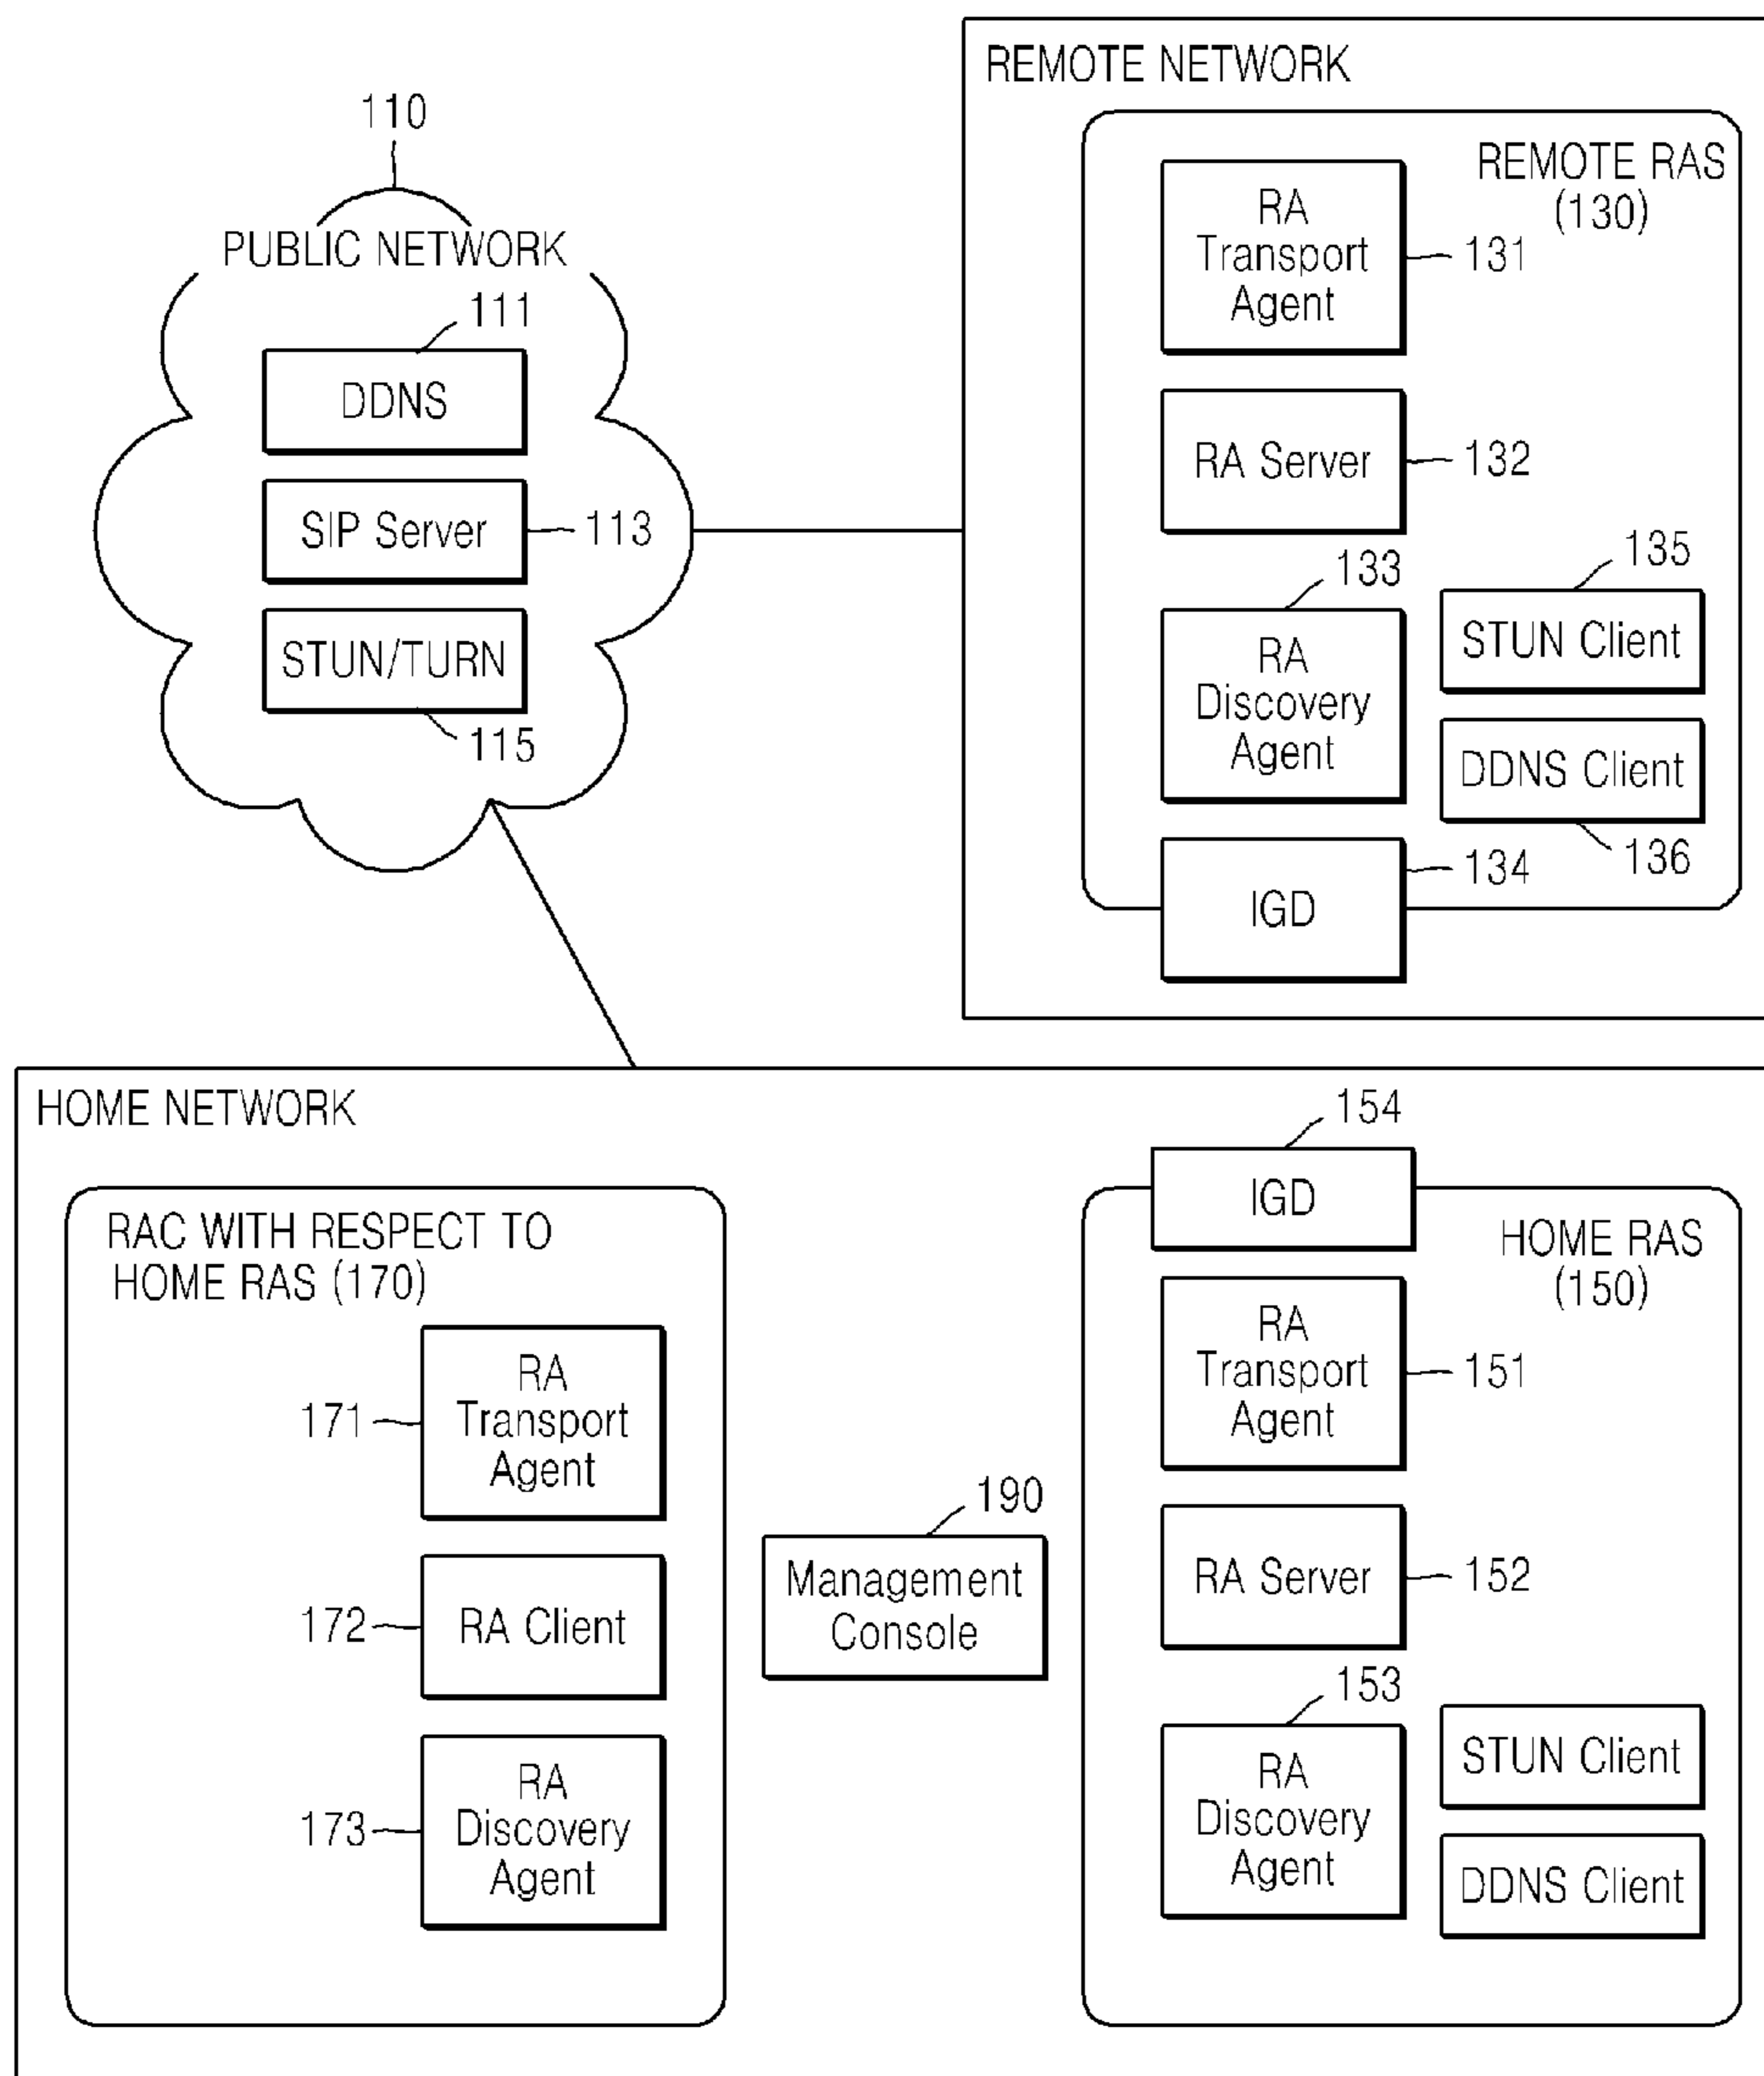 110
PUBLIC NETWORK
111
DDNS
SIP Server
113
STUN/TURN
115
REMOTE NETWORK
REMOTE RAS
(130)
RA
Transport
Agent
131
RA Server
132
133
RA
Discovery
Agent
135
STUN Client
DDNS Client
136
134
IGD
HOME NETWORK
RAC WITH RESPECT TO
HOME RAS (170)
171
RA
Transport
Agent
172
RA Client
173
RA
Discovery
Agent
190
Management
Console
154
IGD
HOME RAS
(150)
RA
Transport
Agent
151
RA Server
152
153
RA
Discovery
Agent
STUN Client
DDNS Client